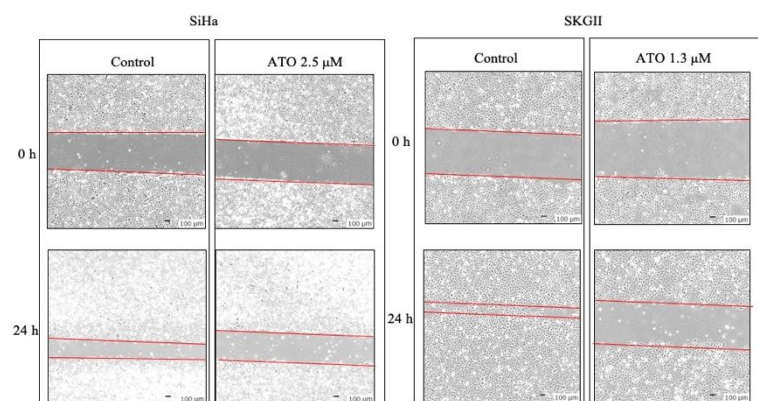 SiHa
SKGII
Control
ATO 2.5 µM
Control
ATO 1.3 µM
0 h
0 h
100 µm
100 µm
100 µm
100 µm
24 h
24 h
100 µm
100 µm
100 µm
100 µm